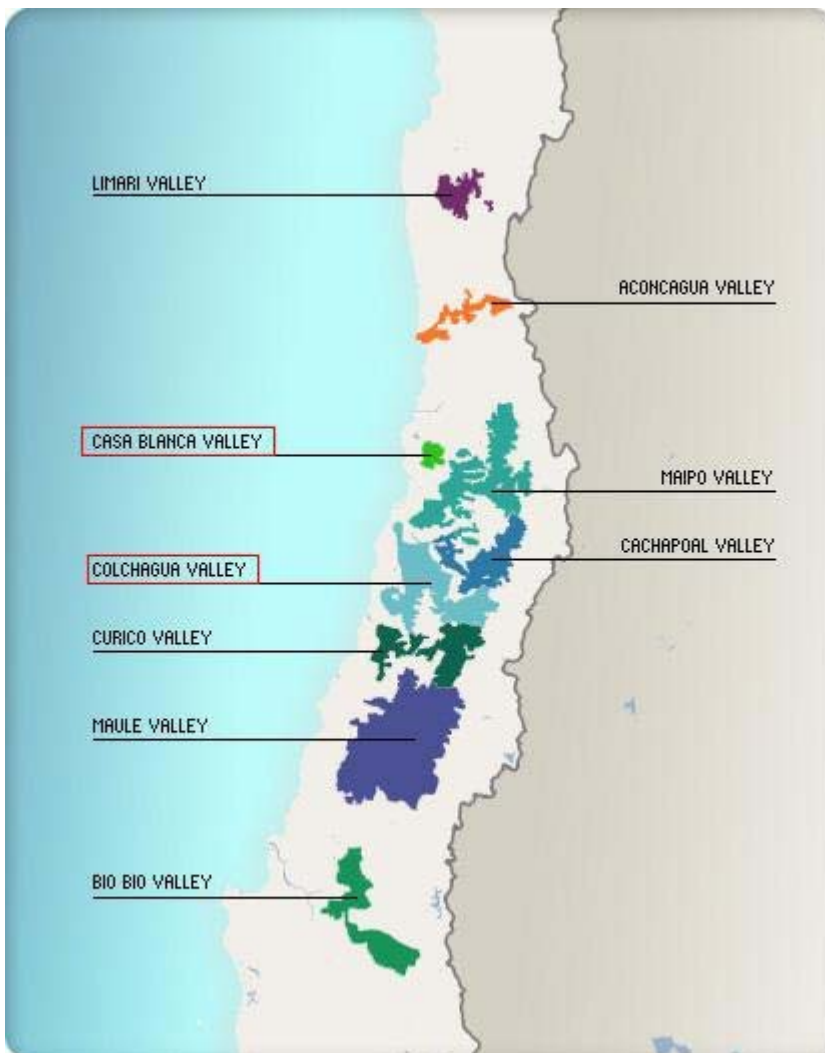 LIMARI VALLEY
ACONCAGUA VALLEY
CASA BLANCA VALLEY
MAIPO VALLEY
CACHAPOAL VALLEY
COLCHAGUA VALLEY
CURICO VALLEY
MAULE VALLEY
BIO BIO VALLEY